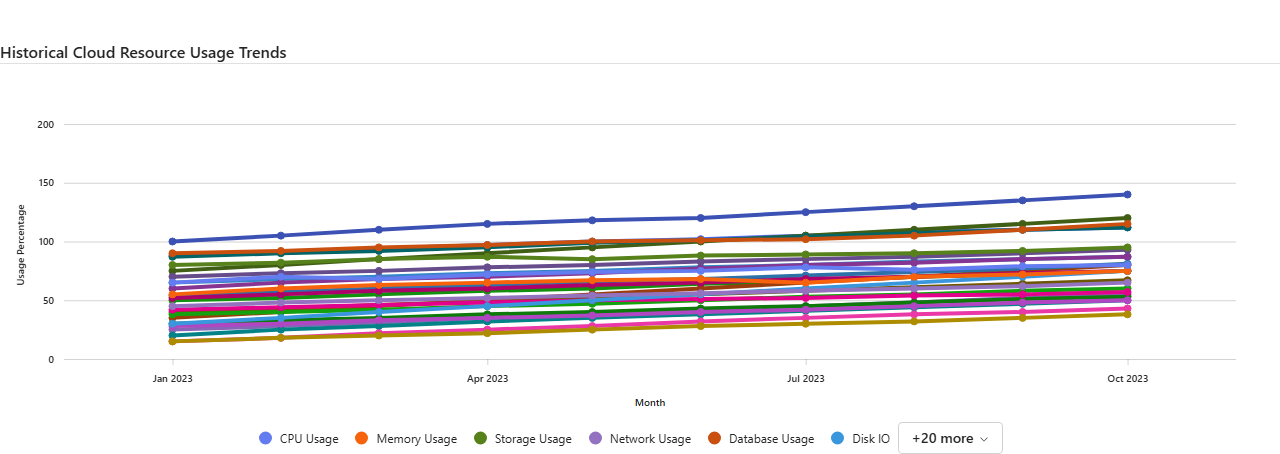 Historical Cloud Resource Usage Trends
200
150
100
50
0
Usage Percentage
Jan 2023 Apr 2023 Jul 2023 Oct 2023
Month
CPU Usage Memory Usage Storage Usage Network Usage Database Usage Disk IO +20 more